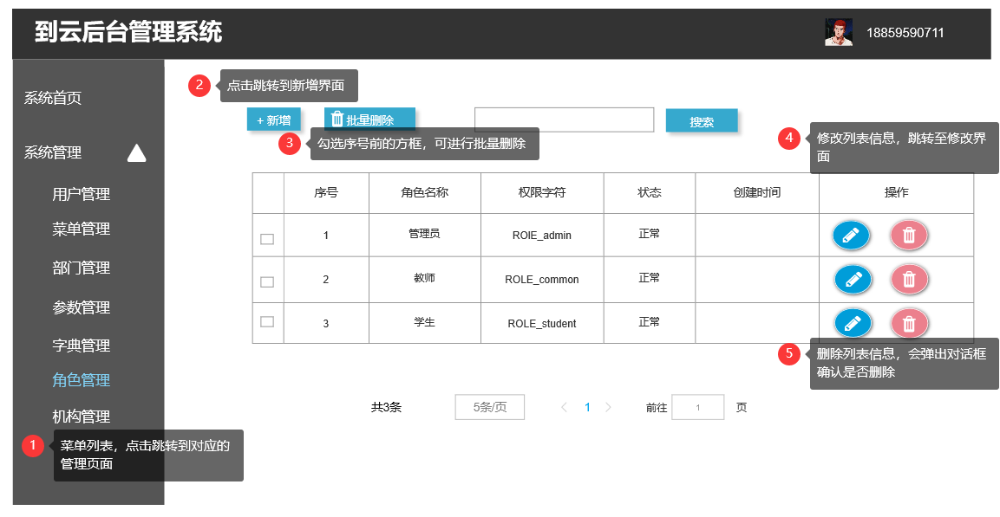 到云后台管理系统
18859590711
系统首页
2
点击跳转到新增界面
+ 新增
批量删除
搜索
3
勾选序号前的方框，可进行批量删除
4
修改列表信息，跳转至修改界
面
系统管理
用户管理
菜单管理
部门管理
参数管理
字典管理
角色管理
机构管理
序号 角色名称 权限字符 状态 创建时间 操作
1 管理员 ROIE_admin 正常
2 教师 ROLE_common 正常
3 学生 ROLE_student 正常
5
删除列表信息，会弹出对话框
确认是否删除
共3条 5条/页 1 前往 1 页
1
菜单列表，点击跳转到对应的
管理页面